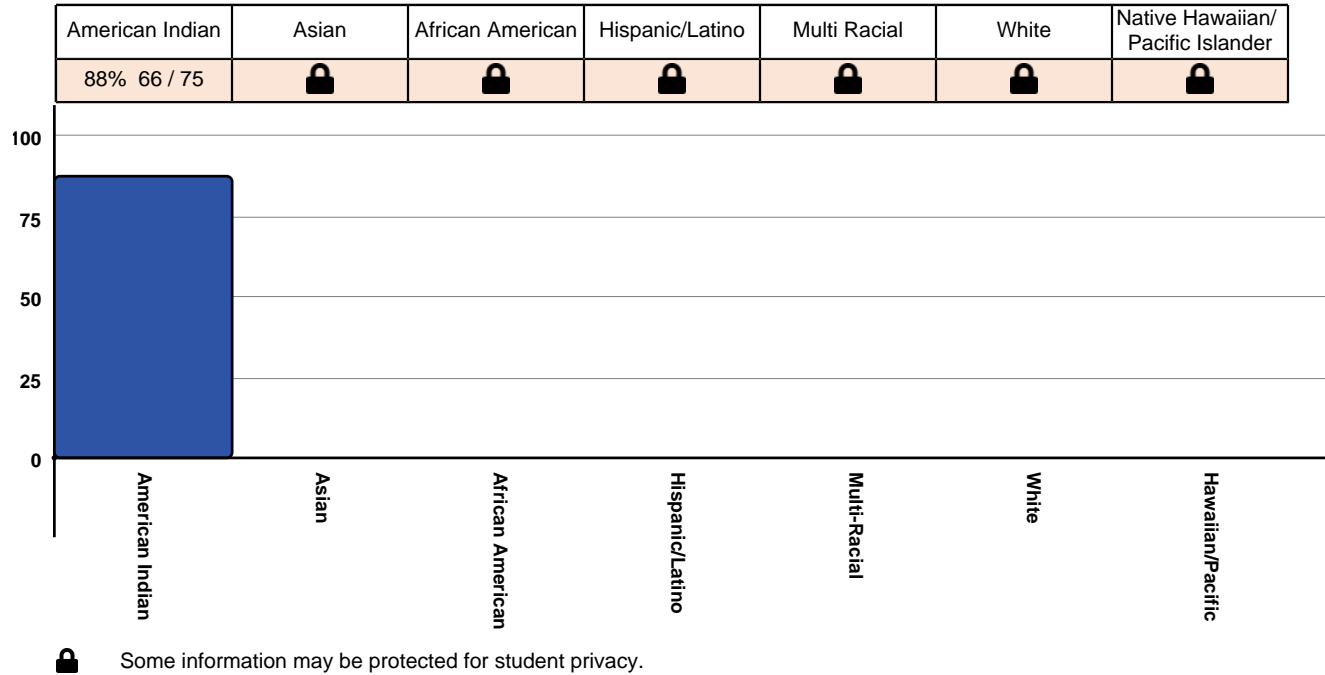 American Indian Asian African American Hispanic/Latino Multi Racial White Native Hawaiian/
Pacific Islander
88% 66 / 75
100
75
50
25
0
American Indian
Asian
African American
Hispanic/Latino
Multi-Racial
White
Hawaiian/Pacific
Some information may be protected for student privacy.